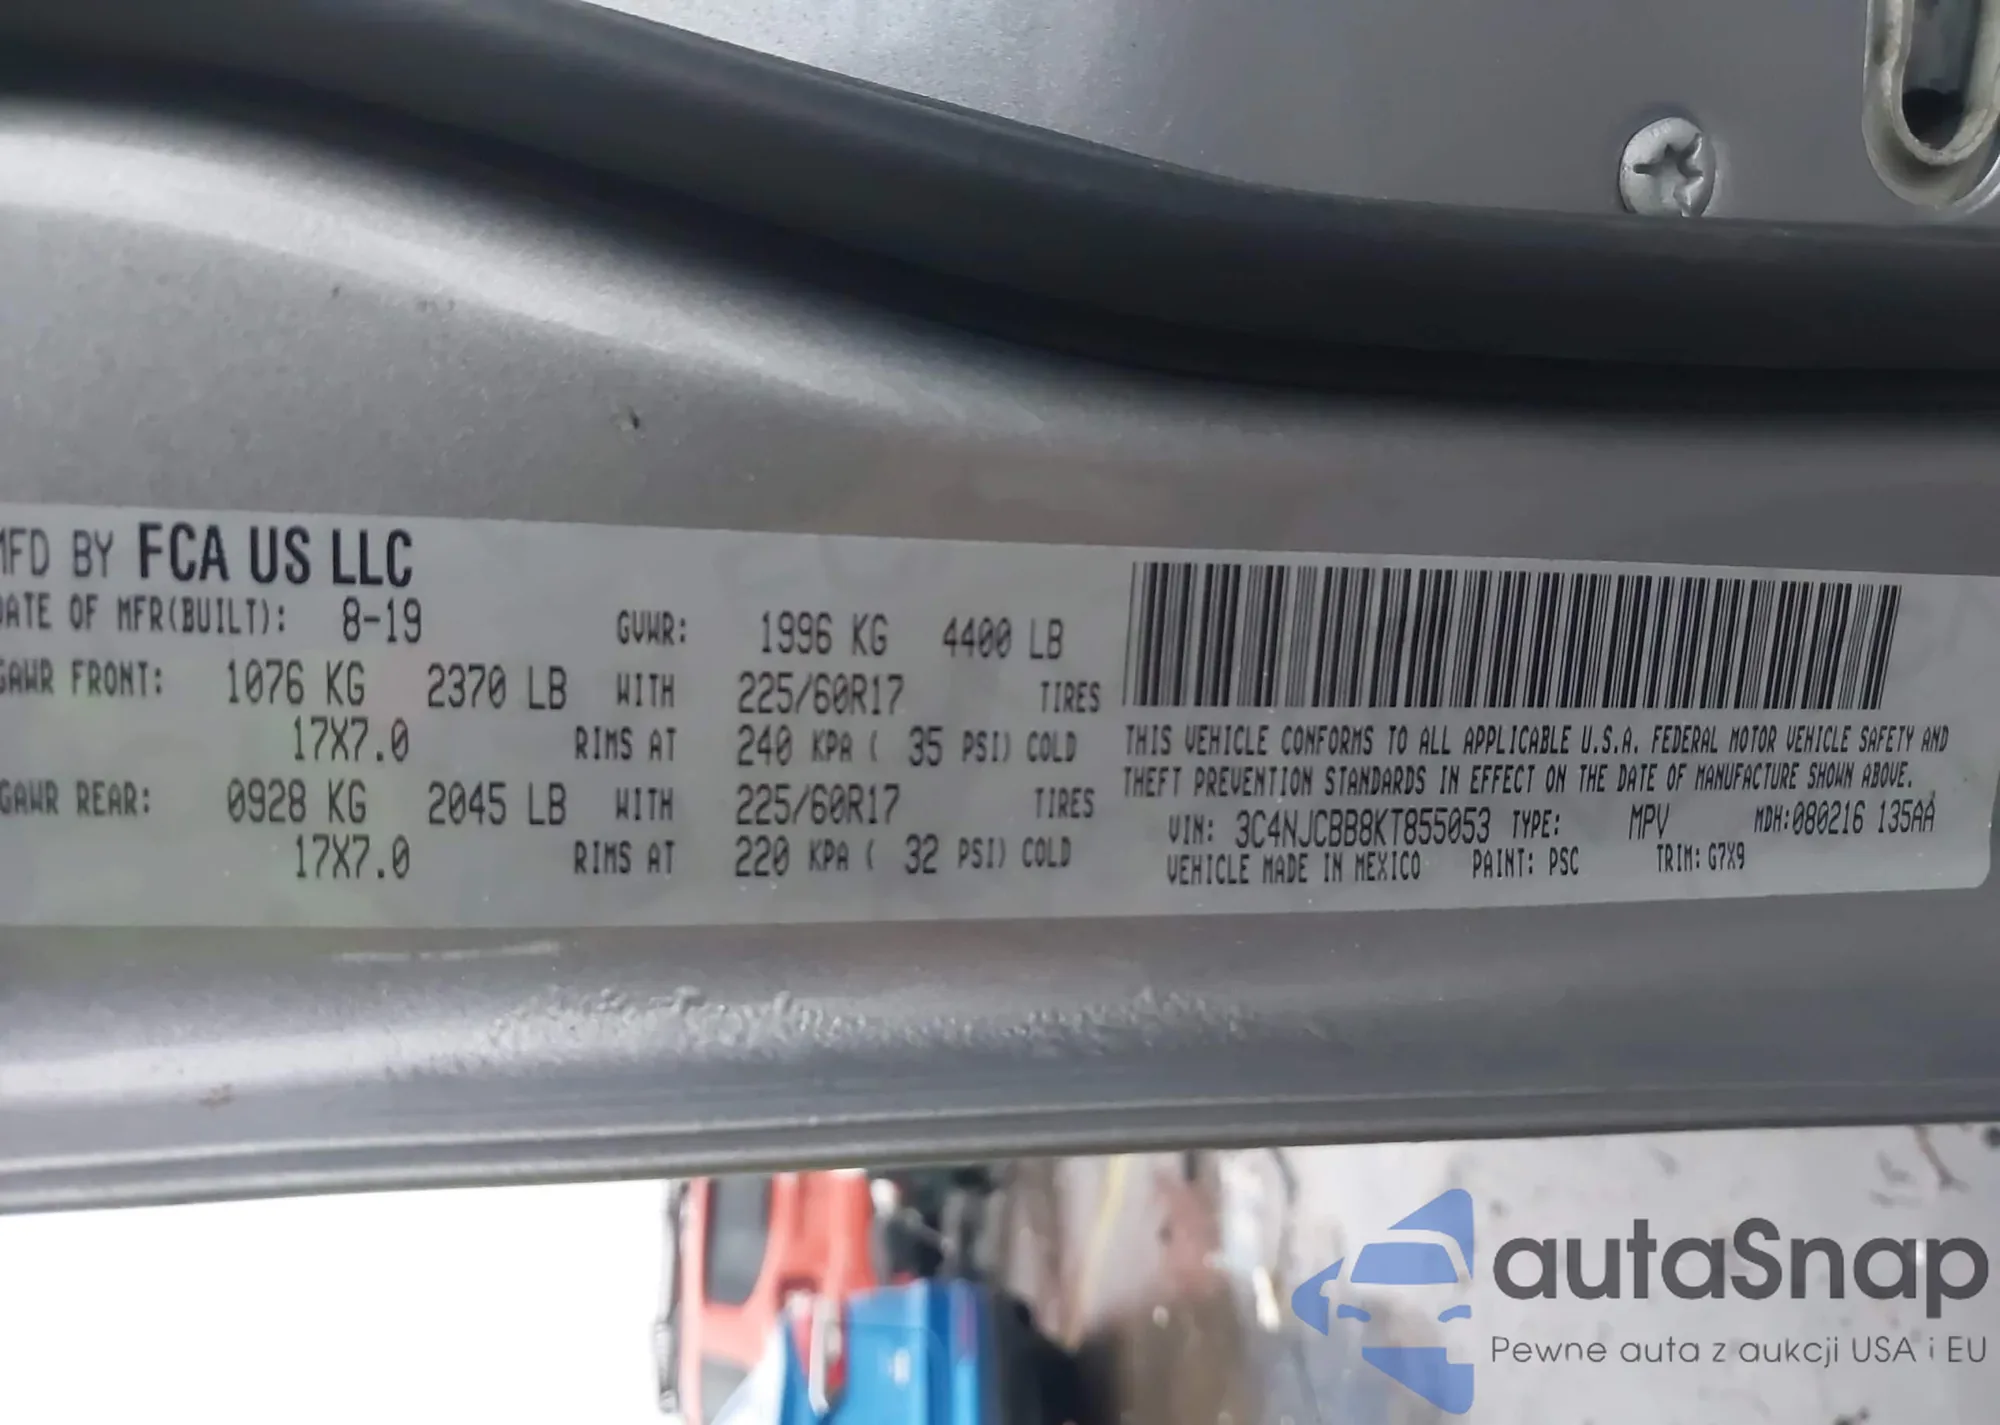 MFD BY FCA US LLC
DATE OF MFR(BUILT): 8-19 GVWR: 1996 KG 4400 LB
GAWR FRONT: 1076 KG 2370 LB WITH 225/60R17 TIRES
17X7.0 RIMS AT 240 KPA ( 35 PSI) COLD
GAWR REAR: 0928 KG 2045 LB WITH 225/60R17 TIRES
17X7.0 RIMS AT 220 KPA ( 32 PSI) COLD
THIS VEHICLE CONFORMS TO ALL APPLICABLE U.S.A. FEDERAL MOTOR VEHICLE SAFETY AND
THEFT PREVENTION STANDARDS IN EFFECT ON THE DATE OF MANUFACTURE SHOWN ABOVE.
VIN: 3C4NJCBB8KT855053 TYPE: MPV MDH:080216 135AA
VEHICLE MADE IN MEXICO PAINT: PSC TRIM: G7X9
autaSnap
Pewne auta z aukcji USA i EU